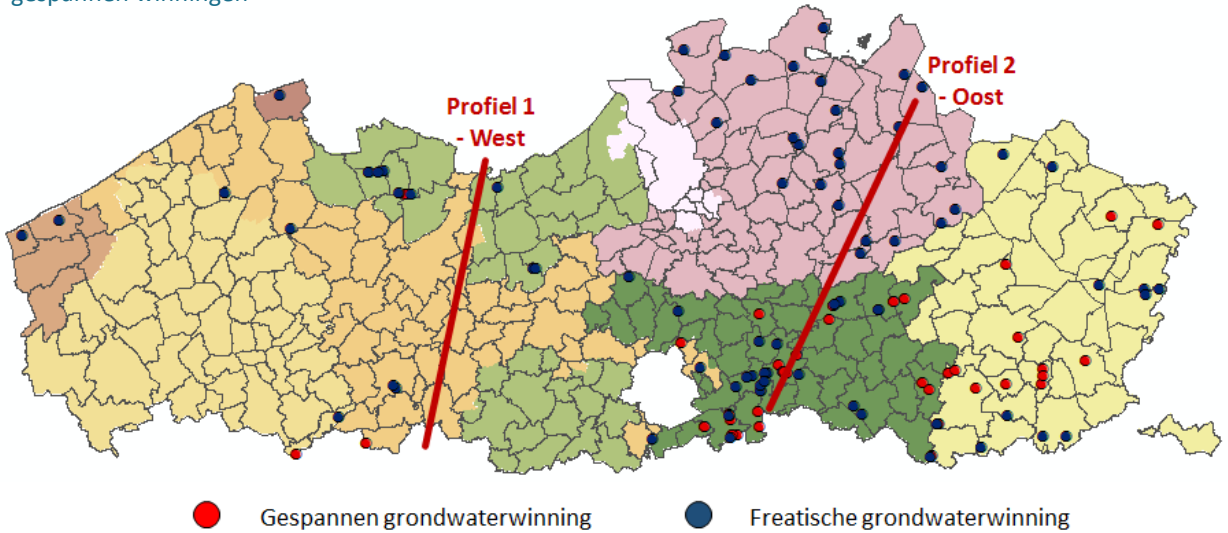 gespannen winningen
Profiel 1
- West
Profiel 2
- Oost
Gespannen grondwaterwinning
Freatische grondwaterwinning